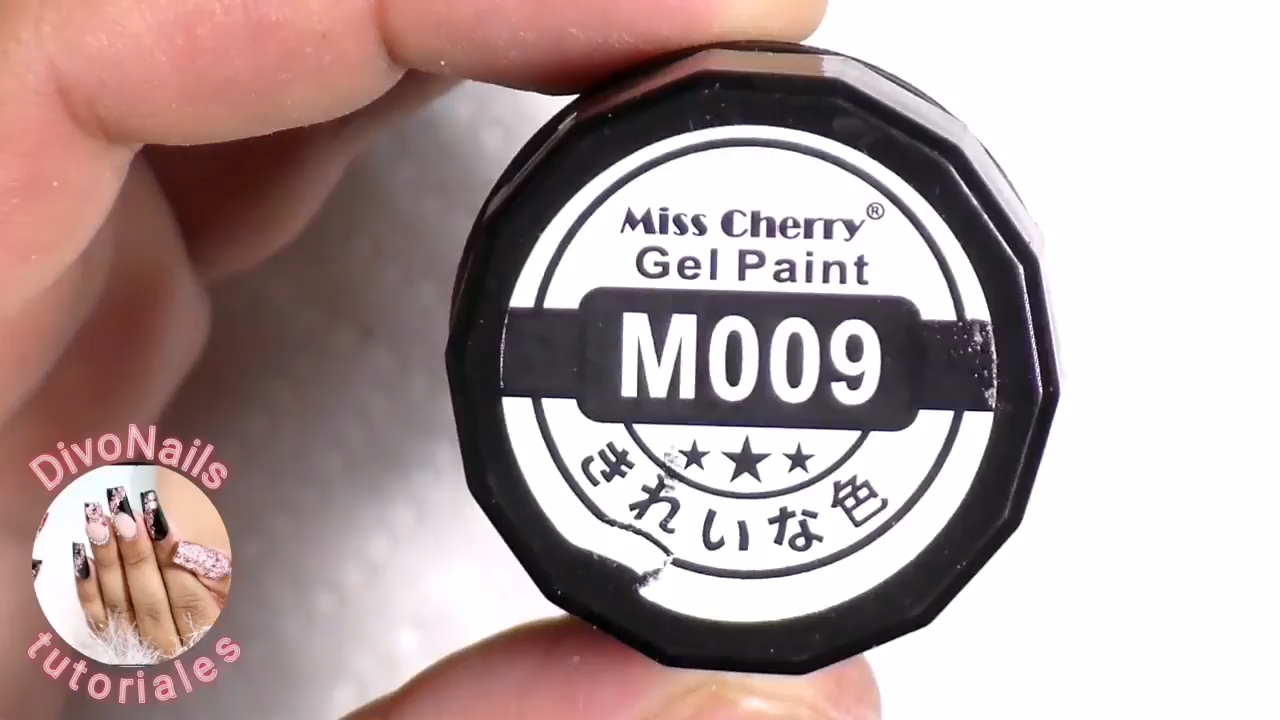 Miss Cherry®
Gel Paint
M009
きれいな色
DivoNails
tutoriales